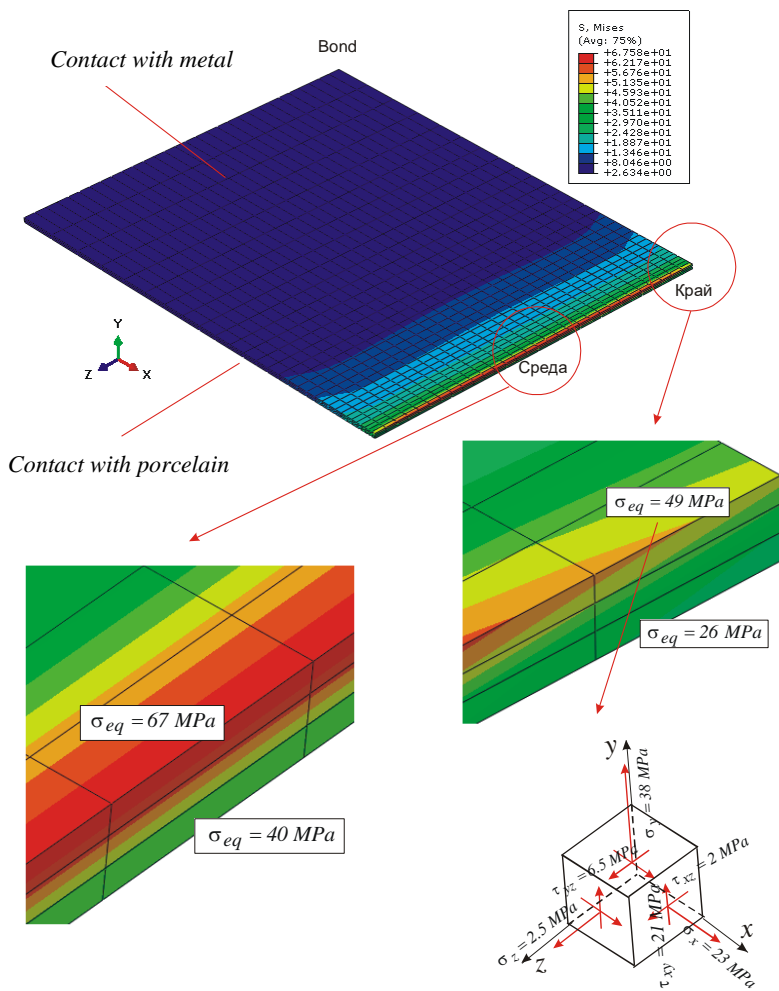 Bond
Contact with metal
S, Mises
(Avg: 75%)
+6.758e+01
+6.217e+01
+5.676e+01
+5.135e+01
+4.593e+01
+4.052e+01
+3.511e+01
+2.970e+01
+2.428e+01
+1.887e+01
+1.346e+01
+8.046e+00
+2.634e+00
Край
Среда
Y
Z
X
Contact with porcelain
σeq = 49 MPa
σeq = 26 MPa
σeq = 67 MPa
σeq = 40 MPa
y
σy = 38 MPa
τyz = 6.5 MPa
τxz = 2 MPa
σz = 2.5 MPa
τxy = 21 MPa
σx = 23 MPa
z
x